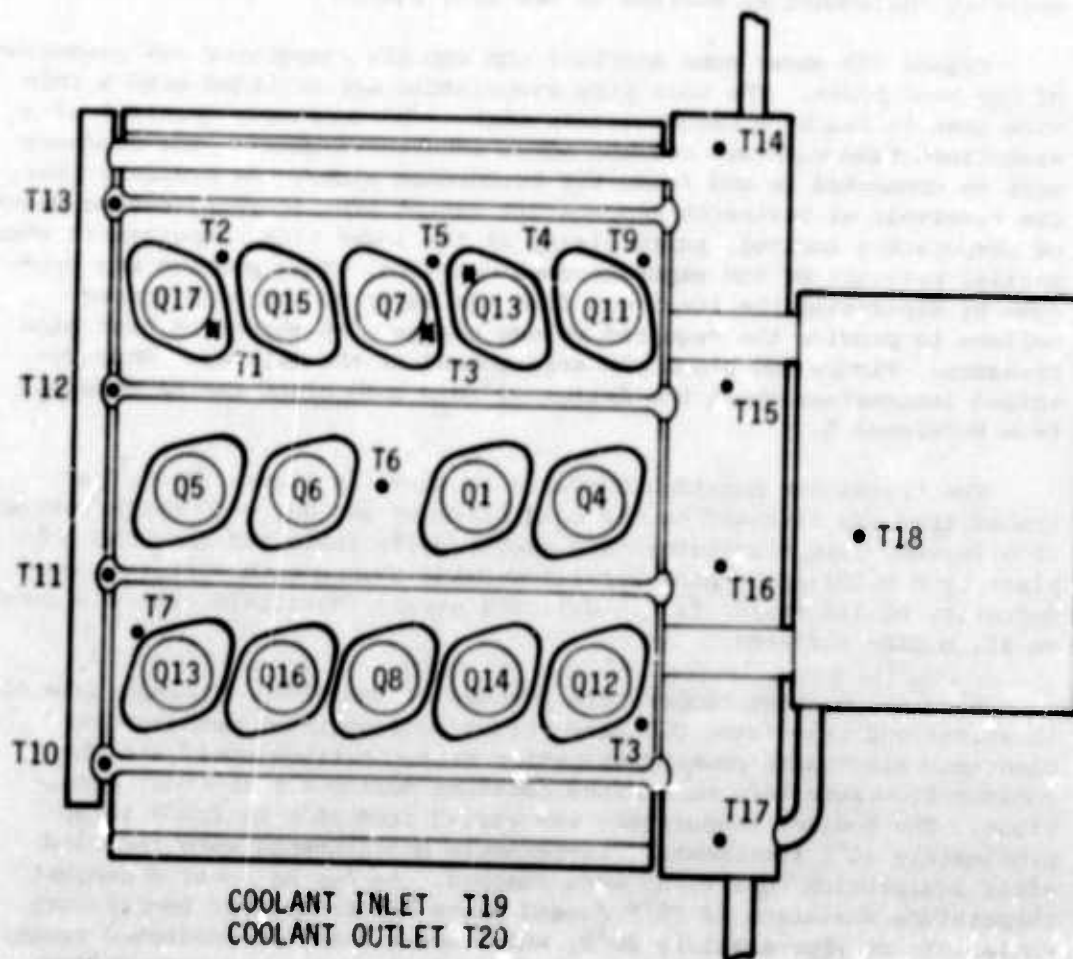 T14
T13
T2
T5
T4
T9
Q17
Q15
Q7
Q13
Q11
T1
T3
T12
T15
Q5
Q6
T6
Q1
Q4
T18
T11
T16
T7
Q13
Q16
Q8
Q14
Q12
T3
T10
T17
COOLANT INLET T19
COOLANT OUTLET T20